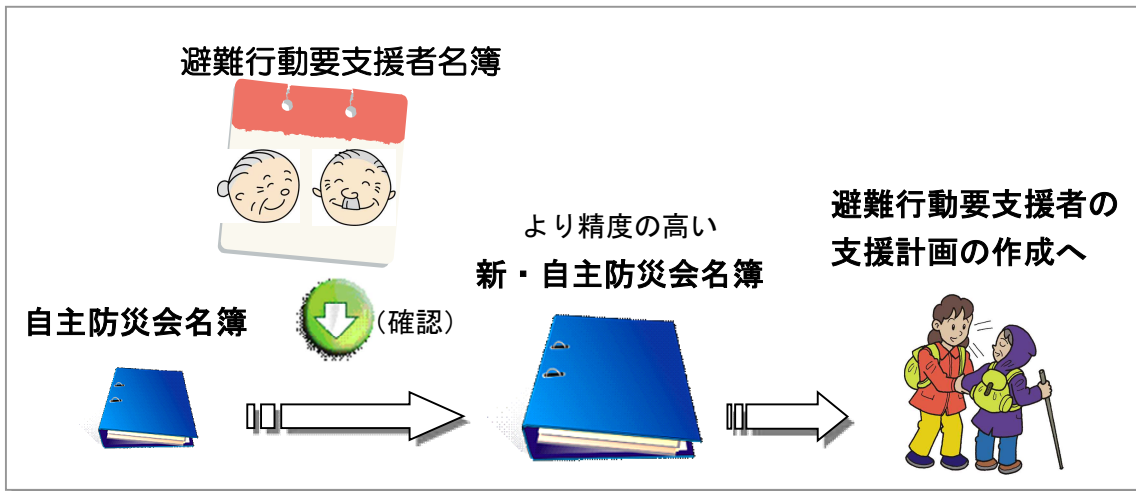 避難行動要支援者名簿
自主防災会名簿
(確認)
より精度の高い
新・自主防災会名簿
避難行動要支援者の
支援計画の作成へ